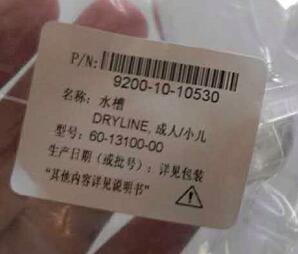 P/N:
9200-10-10530
名称：水槽
DRYLINE, 成人/小儿
型号：60-13100-00
生产日期（或批号）：详见包装
“其他内容详见说明书”